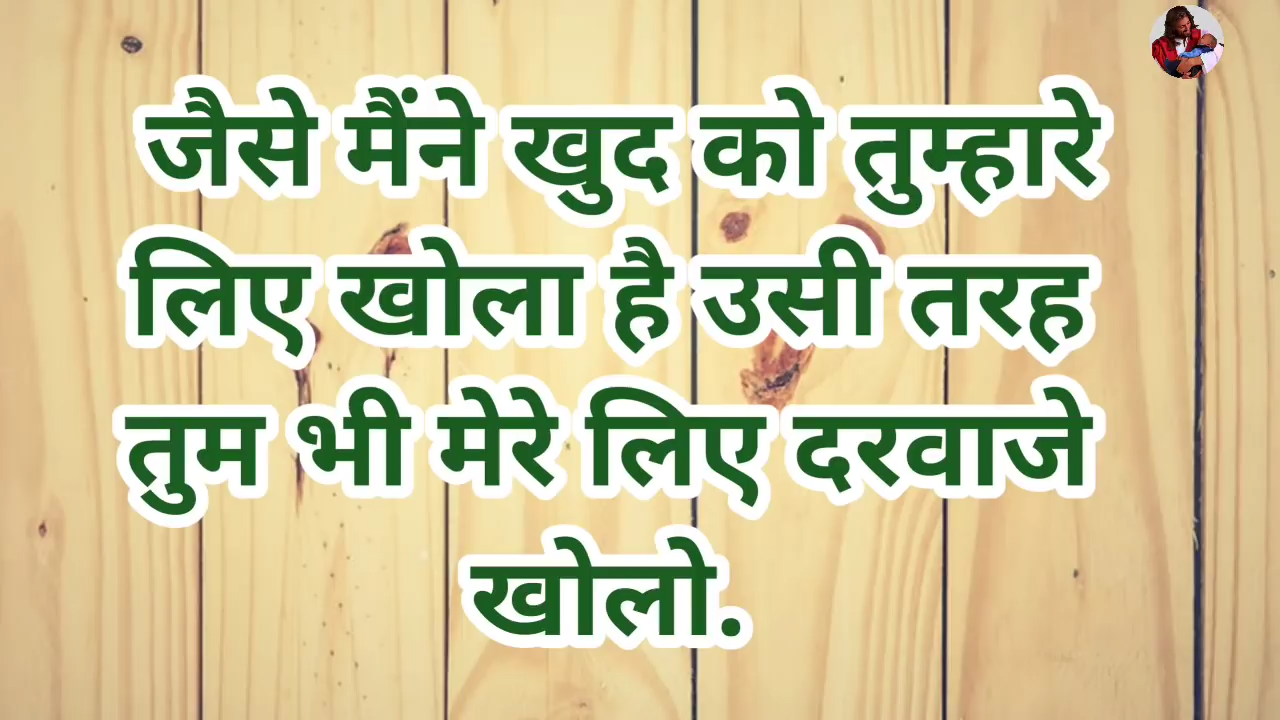 जैसे मैंने खुद को तुम्हारे
लिए खोला है उसी तरह
तुम भी मेरे लिए दरवाजे
खोलो.